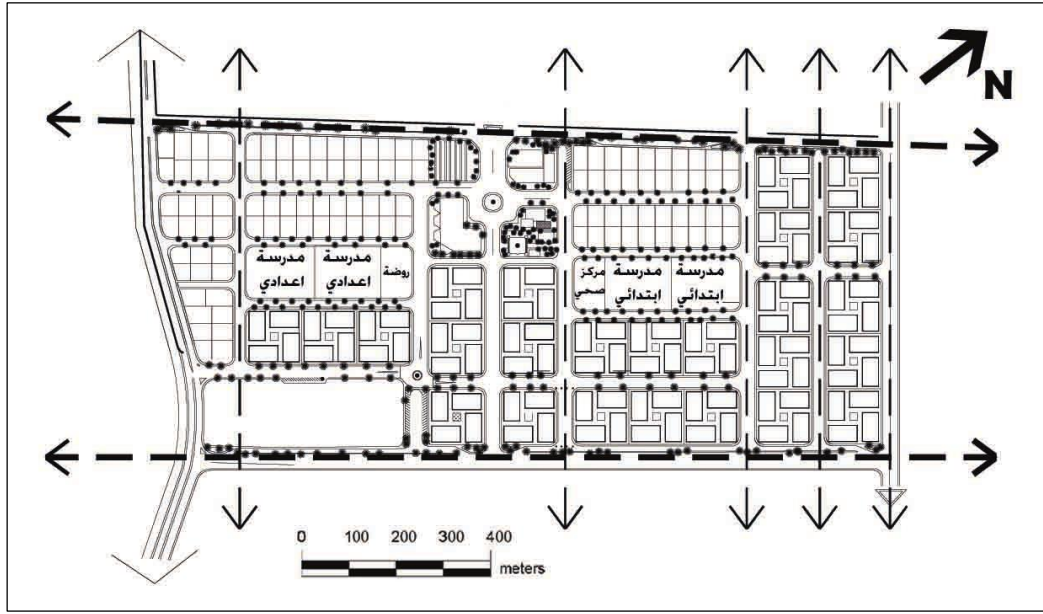 N
مدرسة
اعدادي
مدرسة
اعدادي
روضة
مركز
صحي
مدرسة
ابتدائي
مدرسة
ابتدائي
0 100 200 300 400
meters